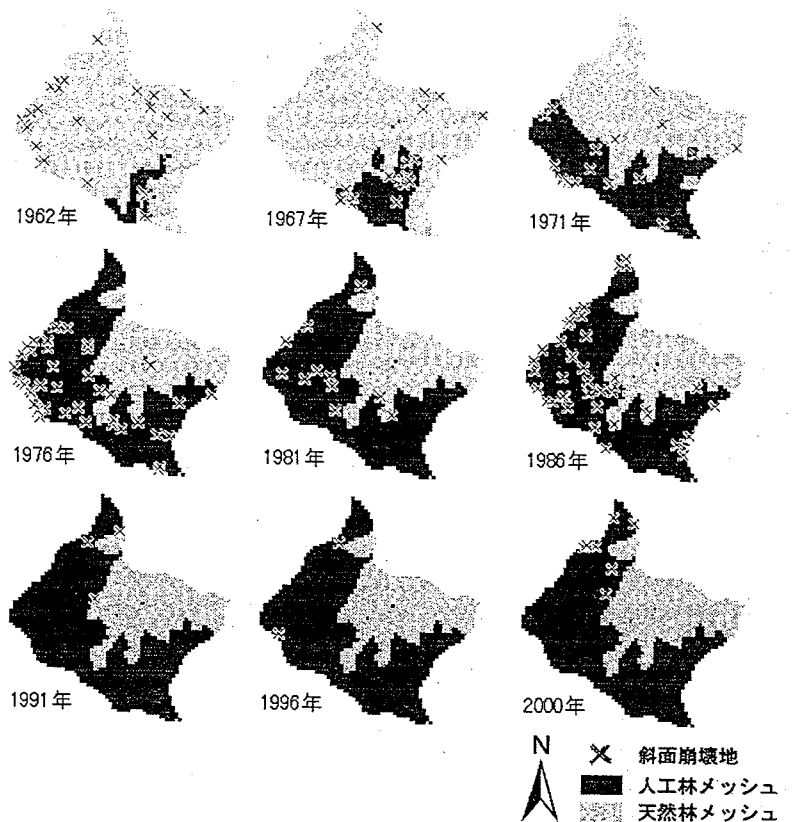 1962年
1967年
1971年
1976年
1981年
1986年
1991年
1996年
2000年
N
斜面崩壊地
人工林メッシュ
天然林メッシュ